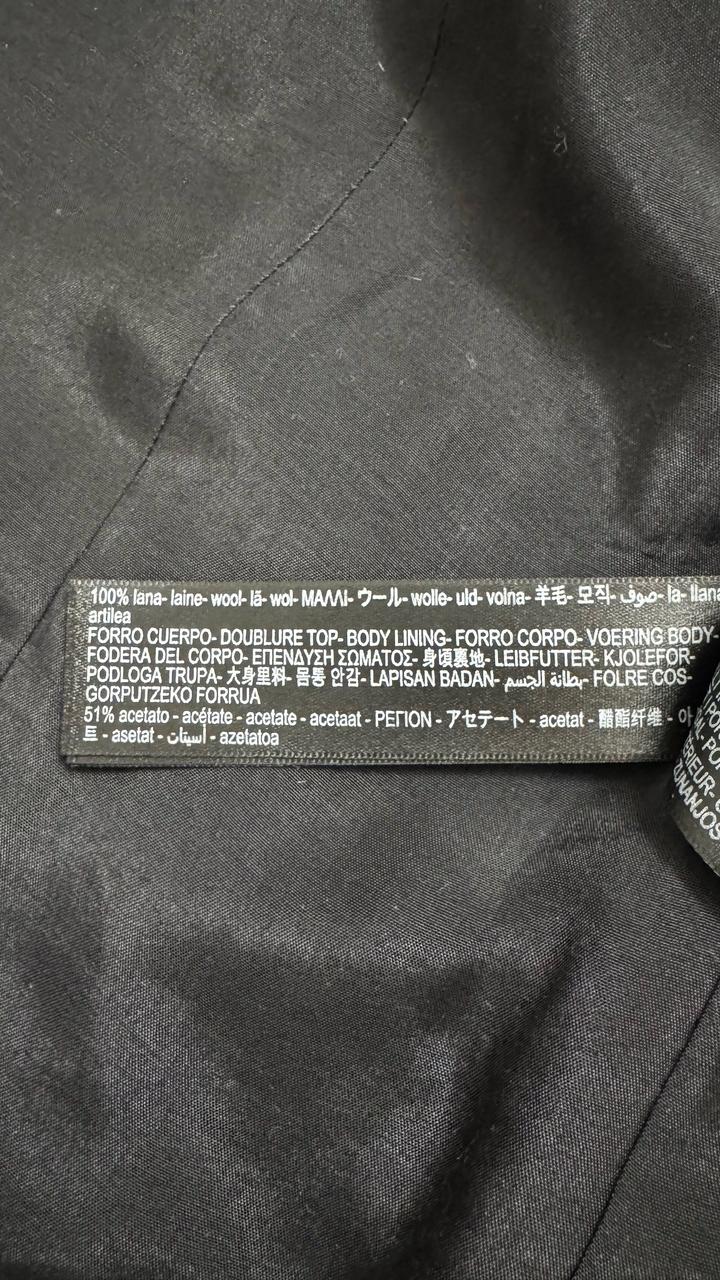 100% lana- laine- wool- lã- wol- ΜΑΛΛΙ- ウール- wolle- uld- volna- 羊毛- 모직- صوف- la- llana
artilea
FORRO CUERPO- DOUBLURE TOP- BODY LINING- FORRO CORPO- VOERING BODY-
FODERA DEL CORPO- ΕΠΕΝΔΥΣΗ ΣΩΜΑΤΟΣ- 身頃裏地- LEIBFUTTER- KJOLEFOR-
PODLOGA TRUPA- 大身里料- 몸통 안감- LAPISAN BADAN- بطانة الجسم- FOLRE COS-
GORPUTZEKO FORRUA
51% acetato - acétate - acetate - acetaat - ΡΕΓΙΟΝ - アセテート - acetat - 醋酯纤维 - 아
트 - asetat - أسيتات - azetatoa